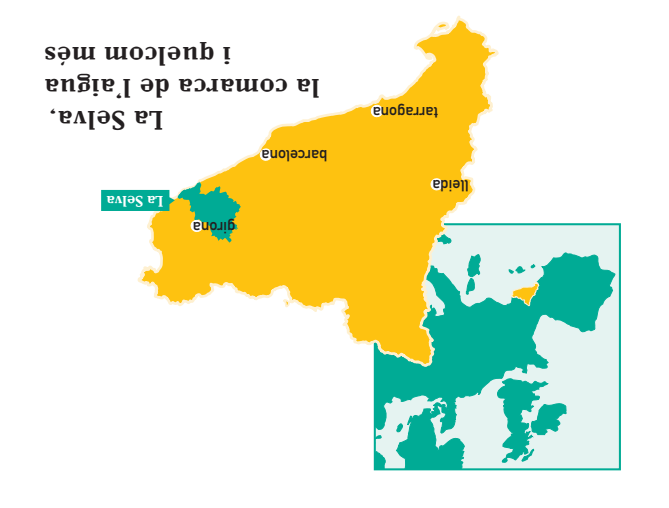 La Selva,
la comarca de l'aigua
i quelcom més
tarragona
barcelona
lleida
La Selva
girona